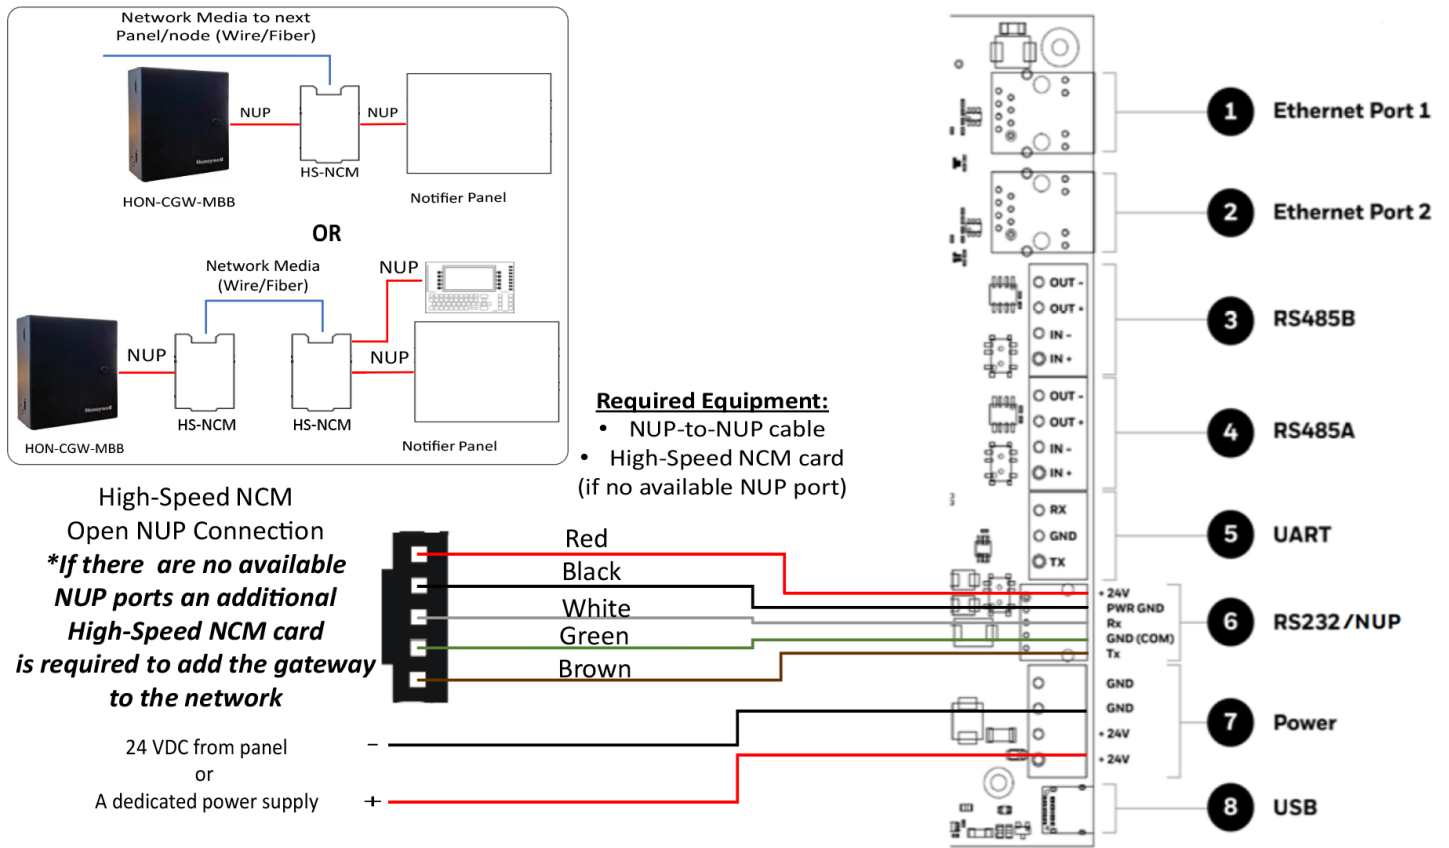 Network Media to next
Panel/node (Wire/Fiber)
NUP
NUP
Honeywell
HS-NCM
HON-CGW-MBB
Notifier Panel
OR
Network Media
(Wire/Fiber)
NUP
NUP
NUP
Honeywell
HS-NCM
HS-NCM
HON-CGW-MBB
Notifier Panel
Required Equipment:
• NUP-to-NUP cable
• High-Speed NCM card
(if no available NUP port)
High-Speed NCM
Open NUP Connection
*If there are no available
NUP ports an additional
High-Speed NCM card
is required to add the gateway
to the network
Red
Black
White
Green
Brown
24 VDC from panel
or
A dedicated power supply
−
+
1 Ethernet Port 1
2 Ethernet Port 2
OUT -
OUT +
IN -
IN +
3 RS485B
OUT -
OUT +
IN -
IN +
4 RS485A
RX
GND
TX
5 UART
+ 24V
PWR GND
Rx
GND (COM)
Tx
6 RS232/NUP
GND
GND
+ 24V
+ 24V
7 Power
8 USB